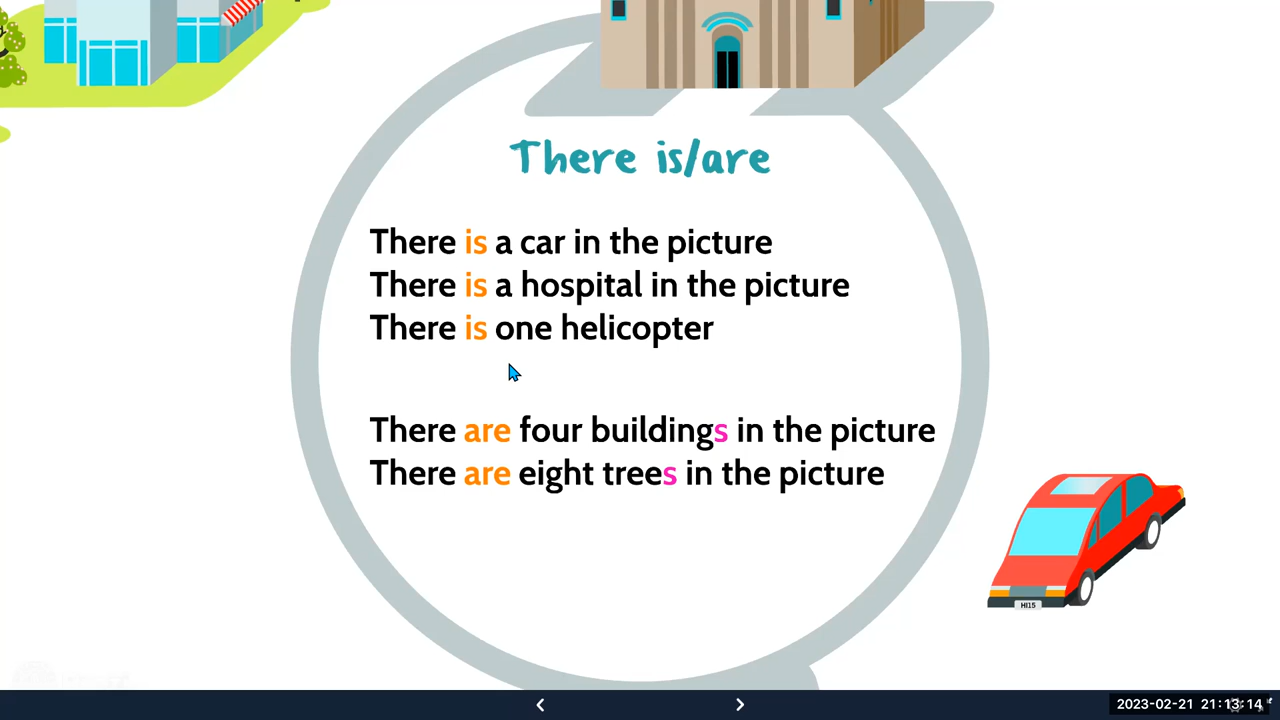 There is/are
There is a car in the picture
There is a hospital in the picture
There is one helicopter
There are four buildings in the picture
There are eight trees in the picture
HI15
2023-02-21 21:13:14